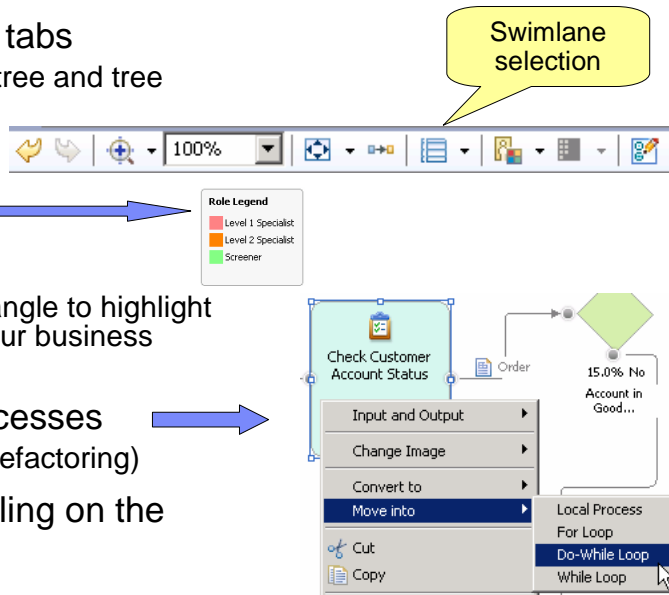 tabs
tree and tree
Swimlane
selection
100%
Role Legend
Level 1 Specialist
Level 2 Specialist
Screener
angle to highlight
ur business
Check Customer
Account Status
Order
15.0% No
Account in
Good...
cesses
efactoring)
ling on the
Input and Output
Change Image
Convert to
Move into
Cut
Copy
Local Process
For Loop
Do-While Loop
While Loop